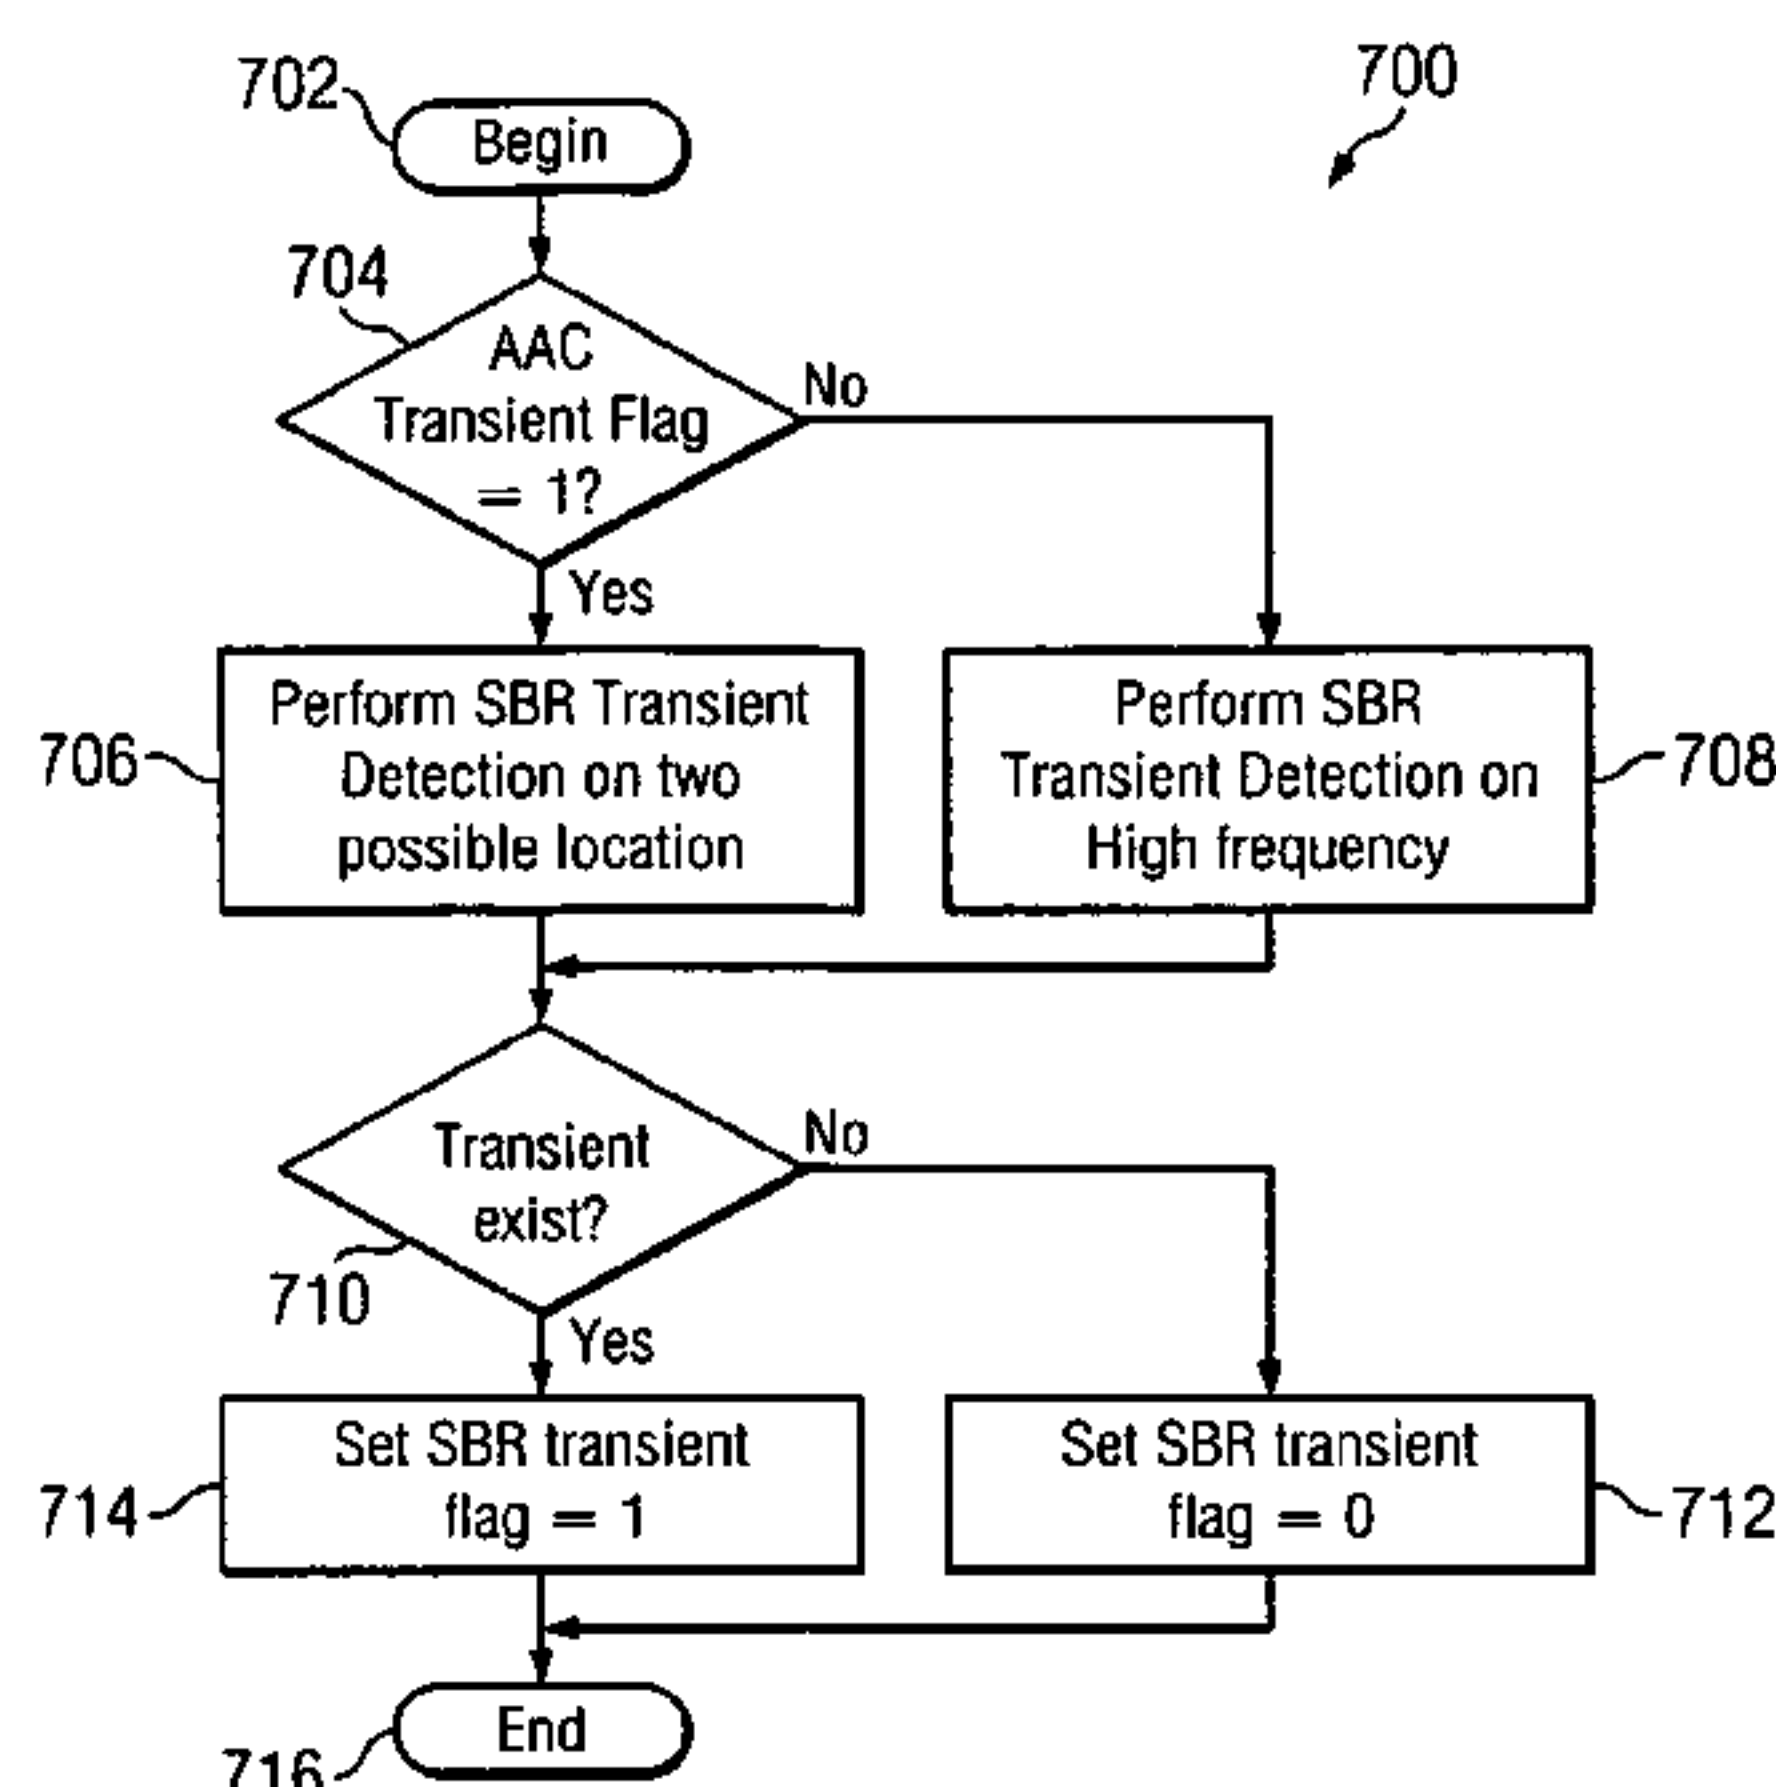 700
702
Begin
704
AAC
Transient Flag
= 1?
No
Yes
706
Perform SBR Transient
Detection on two
possible location
Perform SBR
Transient Detection on
High frequency
708
Transient
exist?
No
710
Yes
714
Set SBR transient
flag = 1
Set SBR transient
flag = 0
712
End
716